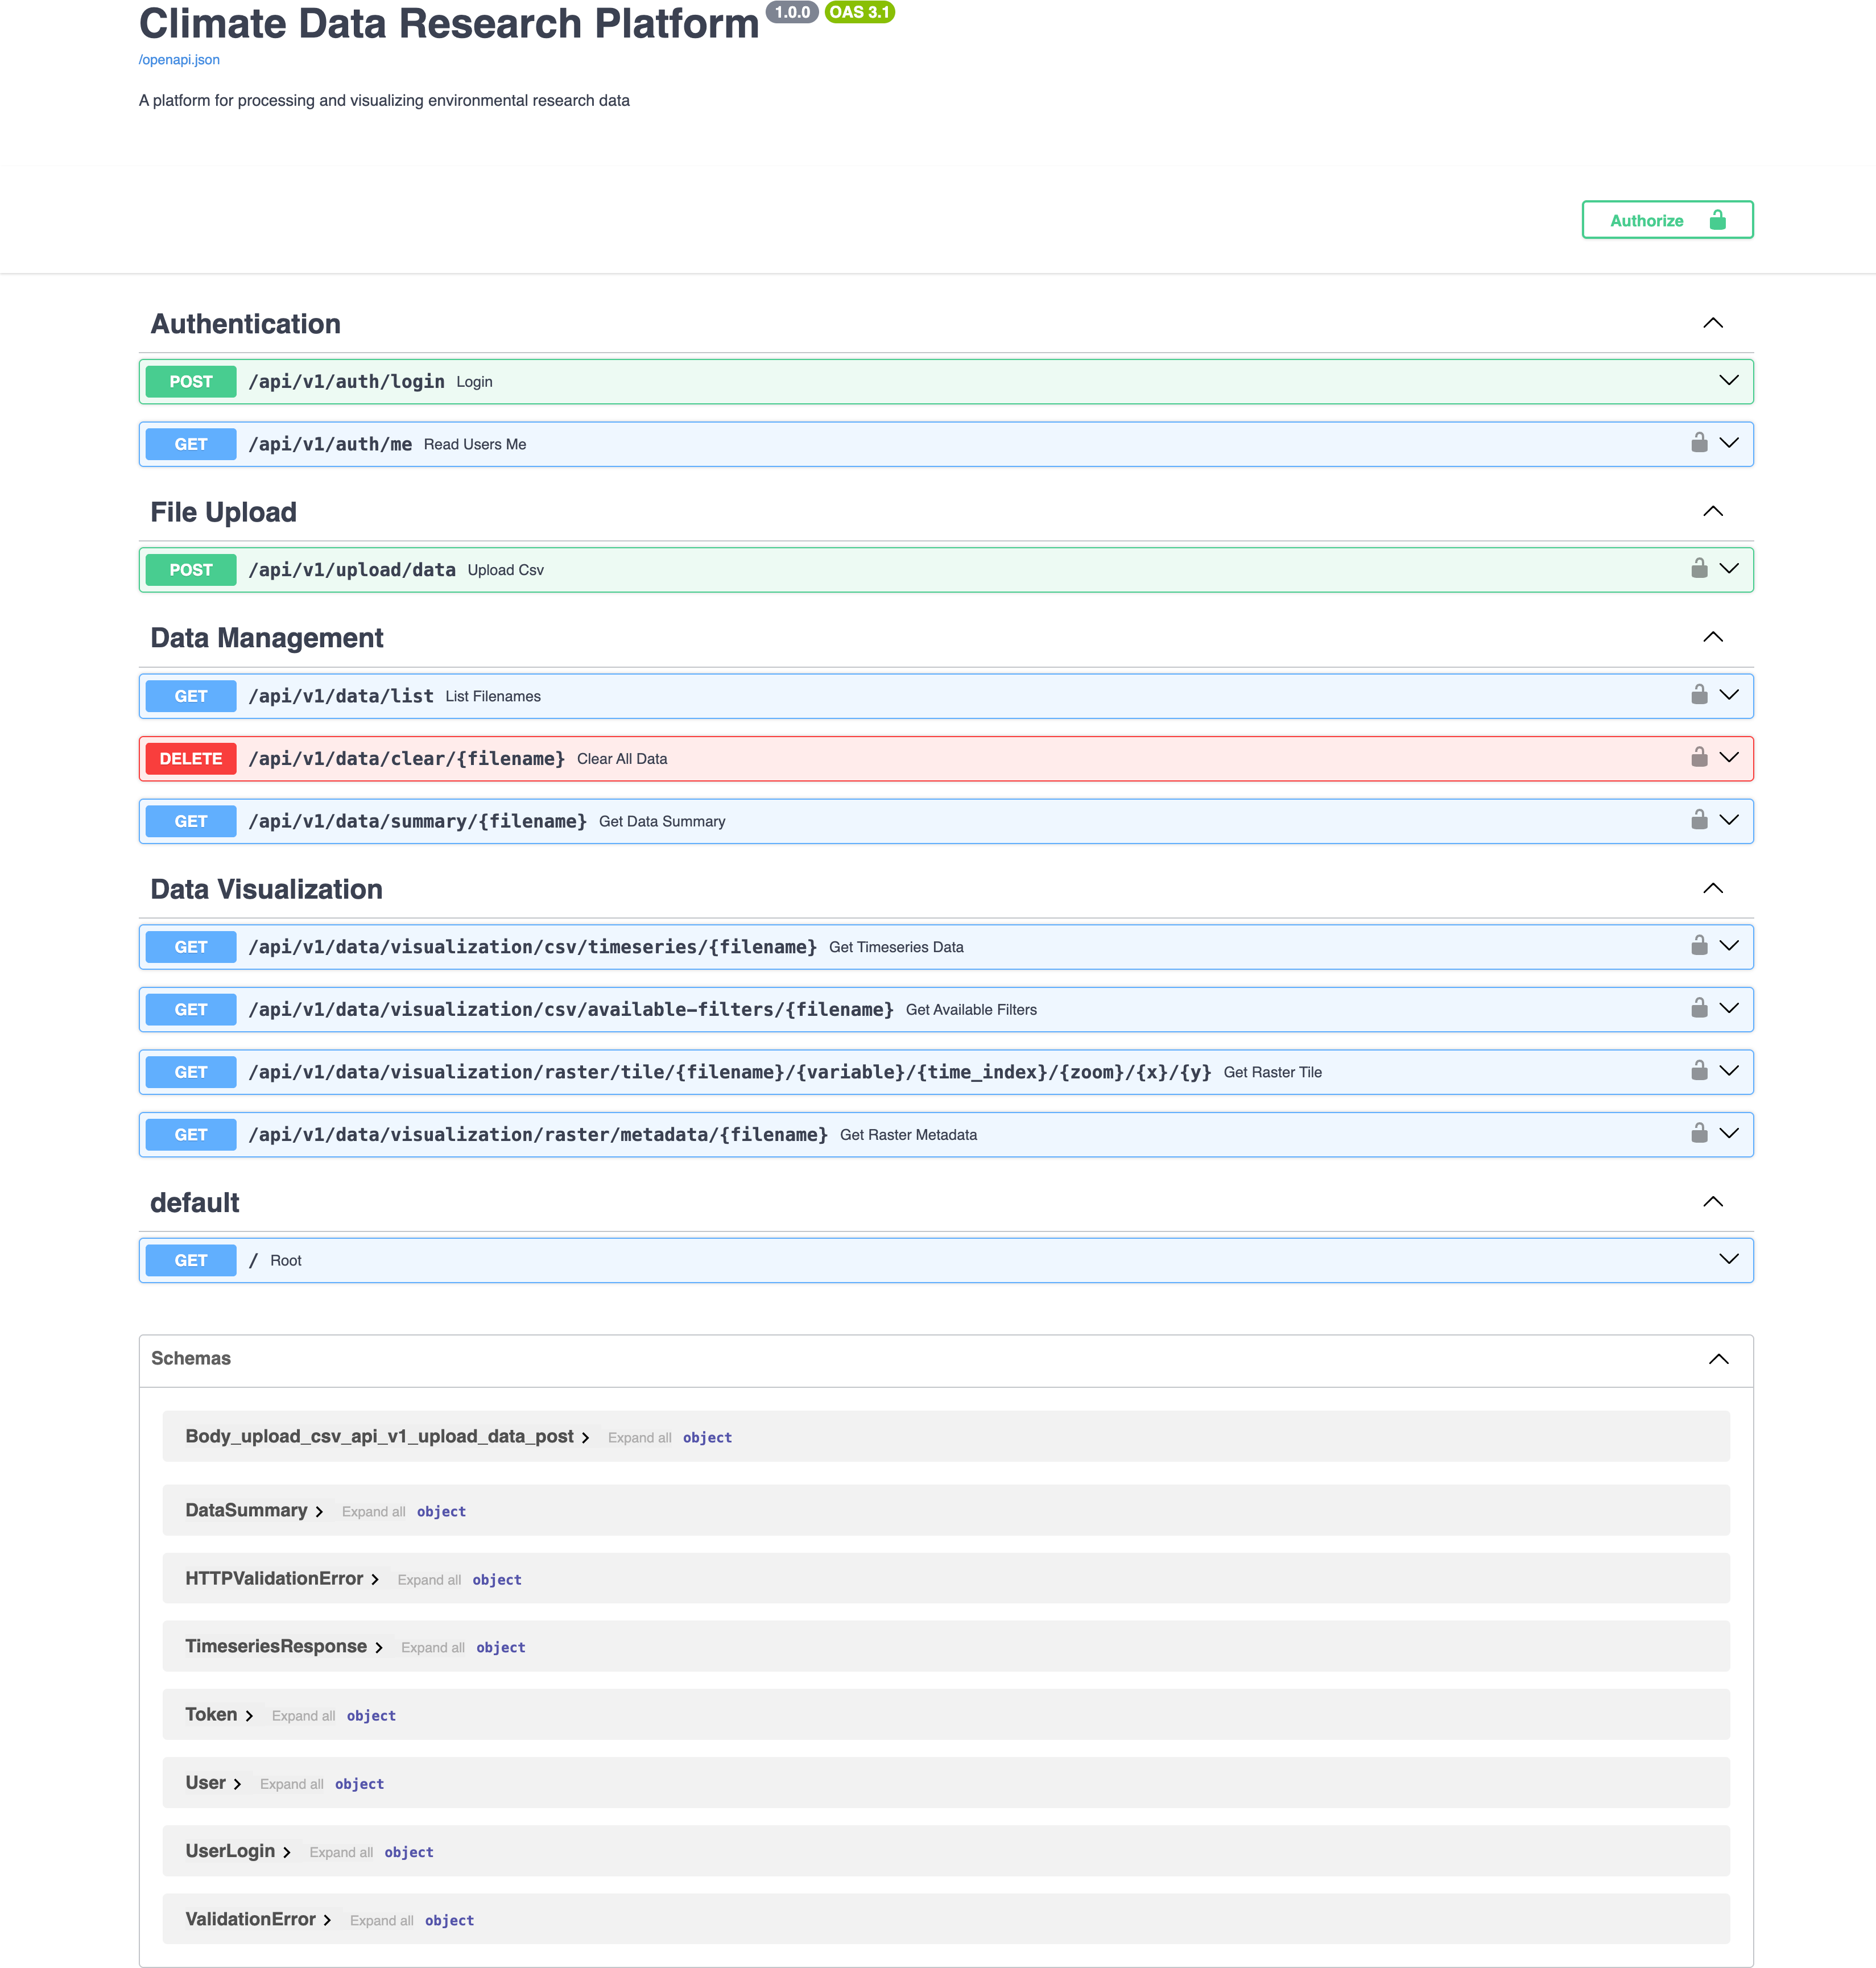 Climate Data Research Platform 1.0.0 OAS 3.1
/openapi.json
A platform for processing and visualizing environmental research data
Authorize
Authentication
POST /api/v1/auth/login Login
GET /api/v1/auth/me Read Users Me
File Upload
POST /api/v1/upload/data Upload Csv
Data Management
GET /api/v1/data/list List Filenames
DELETE /api/v1/data/clear/{filename} Clear All Data
GET /api/v1/data/summary/{filename} Get Data Summary
Data Visualization
GET /api/v1/data/visualization/csv/timeseries/{filename} Get Timeseries Data
GET /api/v1/data/visualization/csv/available-filters/{filename} Get Available Filters
GET /api/v1/data/visualization/raster/tile/{filename}/{variable}/{time_index}/{zoom}/{x}/{y} Get Raster Tile
GET /api/v1/data/visualization/raster/metadata/{filename} Get Raster Metadata
default
GET / Root
Schemas
Body_upload_csv_api_v1_upload_data_post Expand all object
DataSummary Expand all object
HTTPValidationError Expand all object
TimeseriesResponse Expand all object
Token Expand all object
User Expand all object
UserLogin Expand all object
ValidationError Expand all object